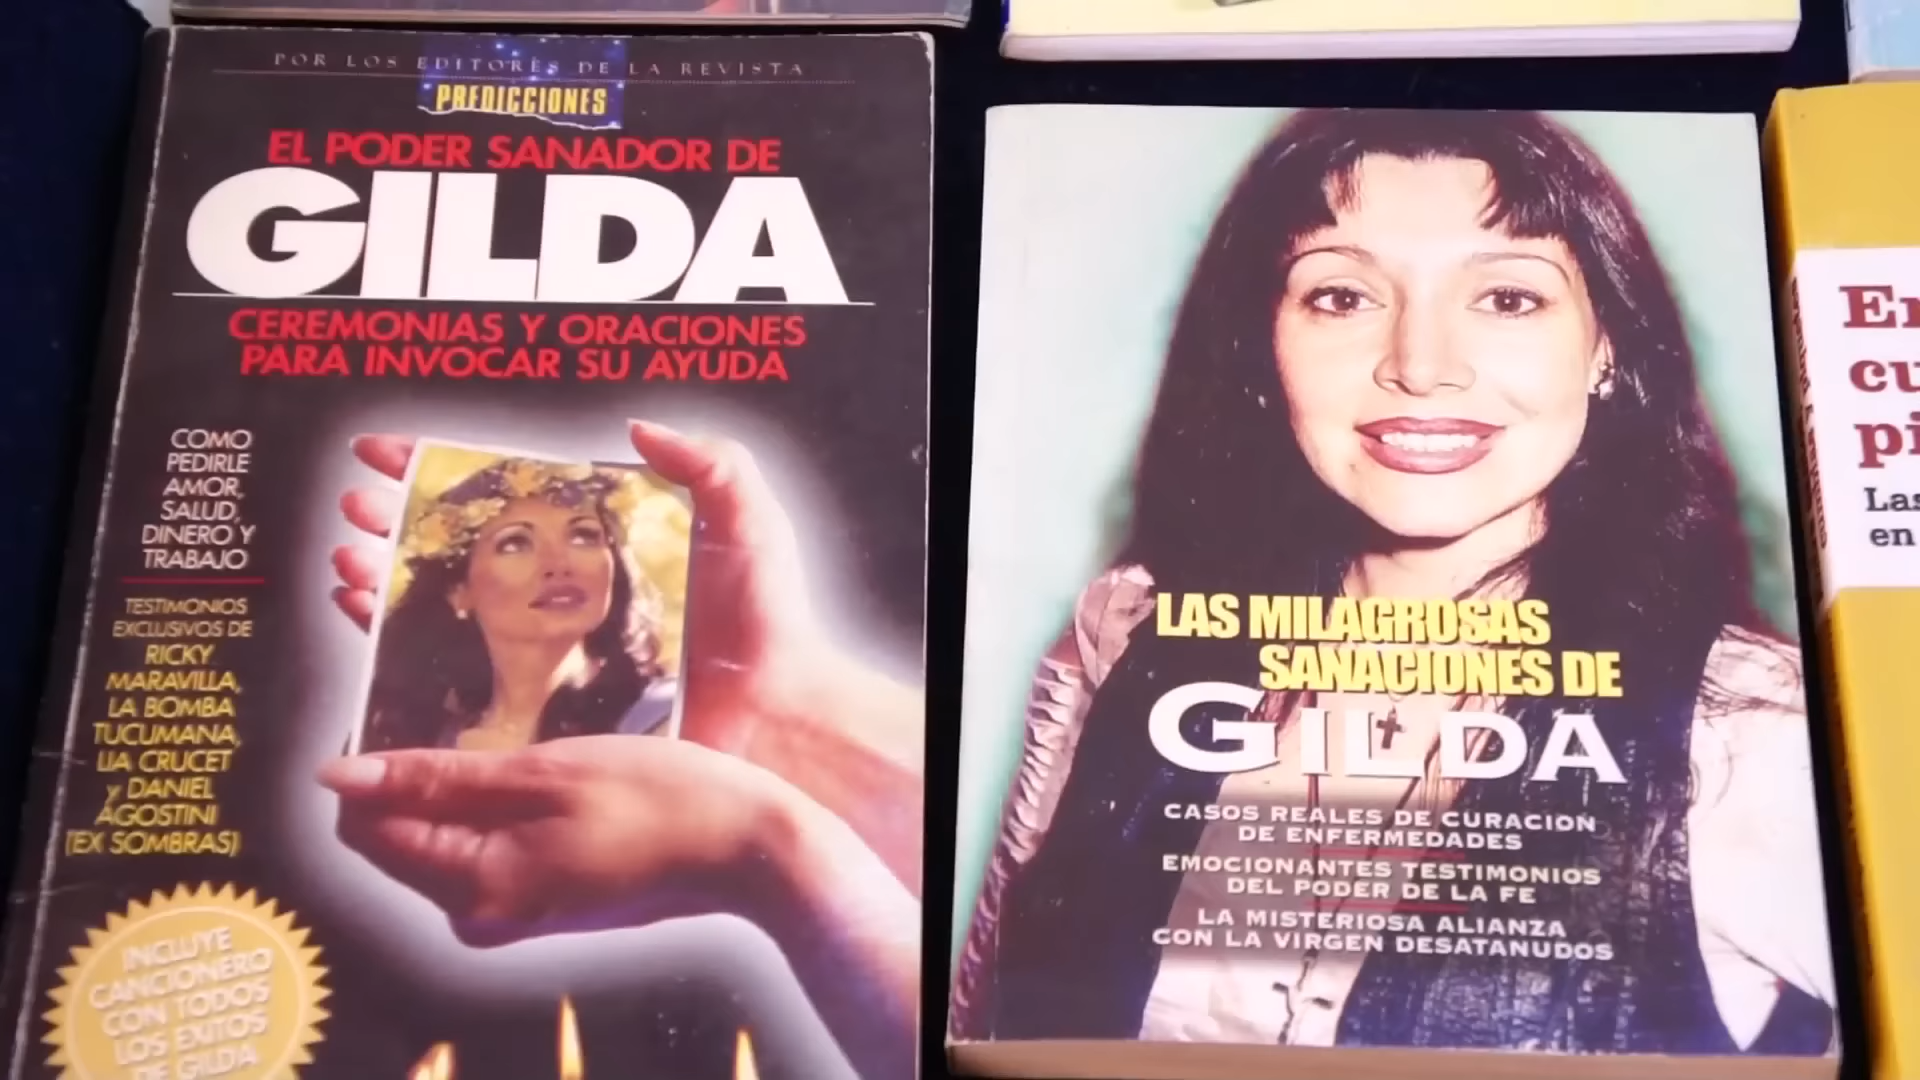 POR LOS EDITORES DE LA REVISTA
PREDICCIONES
EL PODER SANADOR DE
GILDA
CEREMONIAS Y ORACIONES
PARA INVOCAR SU AYUDA
COMO
PEDIRLE
AMOR,
SALUD,
DINERO Y
TRABAJO
TESTIMONIOS
EXCLUSIVOS DE
RICKY
MARAVILLA,
LA BOMBA
TUCUMANA,
LIA CRUCET
y DANIEL
AGOSTINI
(EX SOMBRAS)
INCLUYE
CANCIONERO
CON TODOS
LOS EXITOS
DE GILDA
LAS MILAGROSAS
SANACIONES DE
GILDA
CASOS REALES DE CURACION
DE ENFERMEDADES
EMOCIONANTES TESTIMONIOS
DEL PODER DE LA FE
LA MISTERIOSA ALIANZA
CON LA VIRGEN DESATANUDOS
Las
en